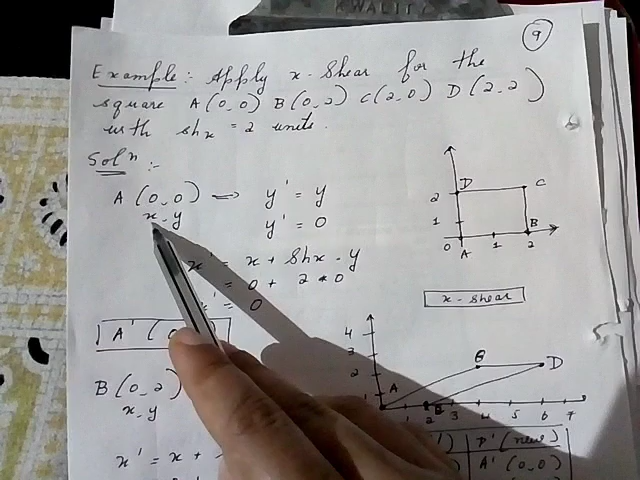 KWALITY
9
Example: Apply x-Shear for the
square A(0,0) B(0,2) C(2,0) D(2,2)
with shx = 2 units.
Solⁿ :-
A (0,0) ⇒ y' = y
x, y y' = 0
x' = x + Shx - y
= 0 + 2 * 0
' = 0
A' (
B (0,2)
x-y
x' = x +
D C
2
1
0 A 1 2 B
x - shear
4
3
2
B D
A
2 3 4 5 6 7
D' (new)
A' (0,0)